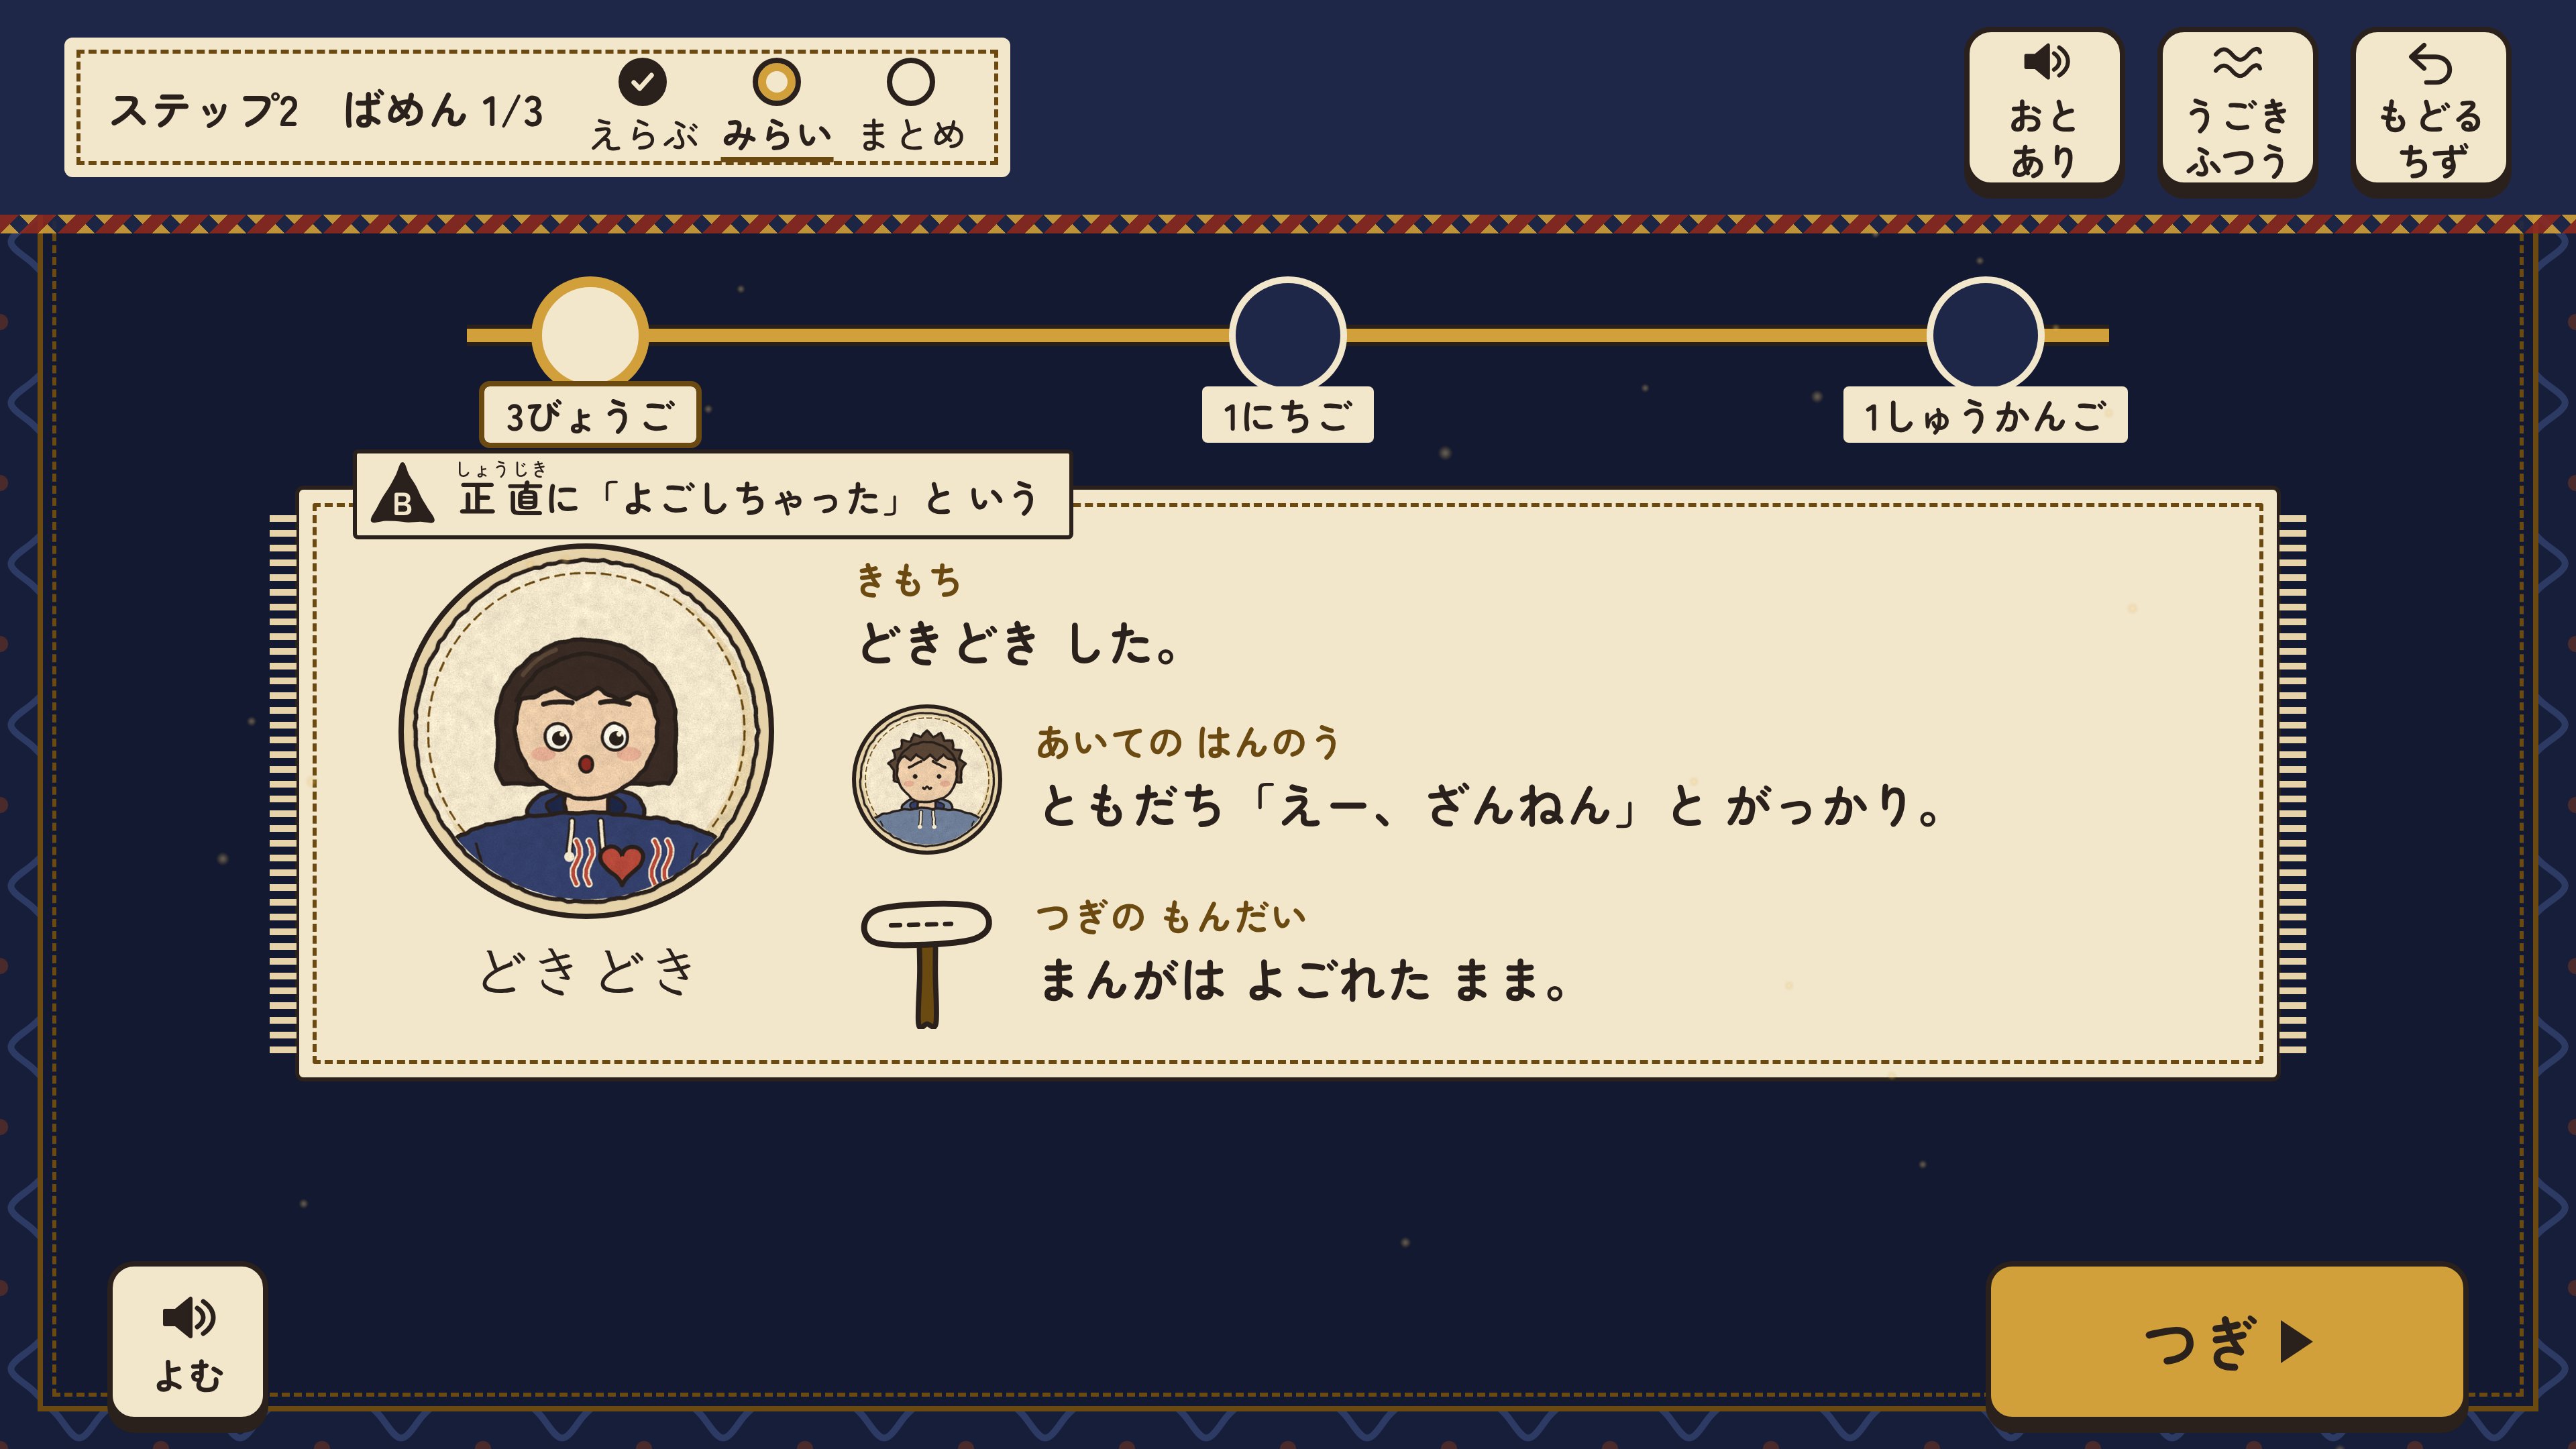 ステップ2　ばめん 1/3
えらぶ
みらい
まとめ
おと
あり
うごき
ふつう
もどる
ちず
3びょうご
1にちご
1しゅうかんご
B
しょうじき
正直に「よごしちゃった」と いう
きもち
どきどき した。
あいての はんのう
ともだち「えー、ざんねん」と がっかり。
つぎの もんだい
まんがは よごれた まま。
どきどき
よむ
つぎ ▶